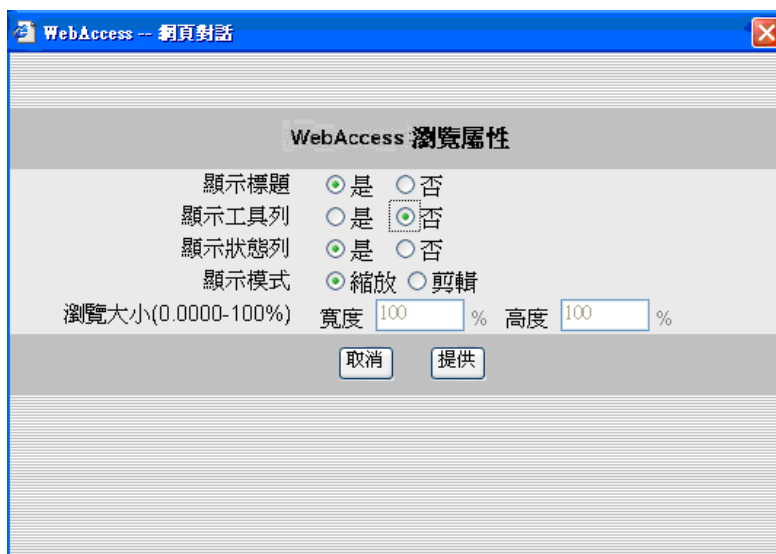 WebAccess -- 網頁對話
WebAccess 瀏覽屬性
顯示標題 是 否
顯示工具列 是 否
顯示狀態列 是 否
顯示模式 縮放 剪輯
瀏覽大小(0.0000-100%) 寬度 100 % 高度 100 %
取消 提供